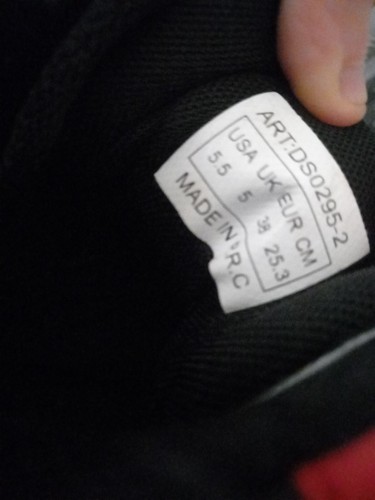 ART:DS0295-2
USA UK EUR CM
5.5 5 38 25.3
MADE IN P.R.C